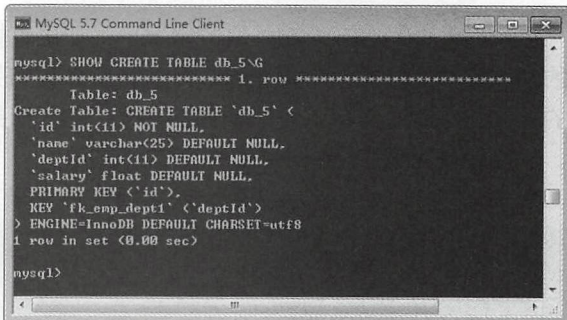 MySQL 5.7 Command Line Client
mysql> SHOW CREATE TABLE db_5\G
*************************** 1. row ***************************
Table: db_5
Create Table: CREATE TABLE `db_5` (
`id` int(11) NOT NULL,
`name` varchar(25) DEFAULT NULL,
`deptId` int(11) DEFAULT NULL,
`salary` float DEFAULT NULL,
PRIMARY KEY (`id`),
KEY `fk_emp_dept1` (`deptId`)
) ENGINE=InnoDB DEFAULT CHARSET=utf8
1 row in set (0.00 sec)
mysql>